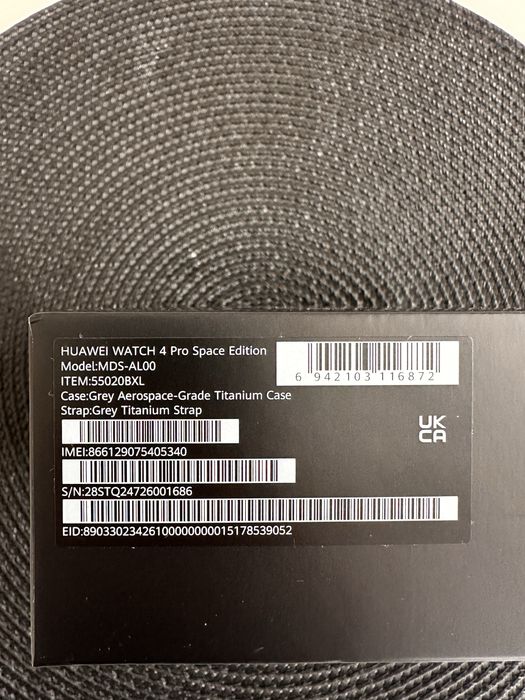 HUAWEI WATCH 4 Pro Space Edition
Model:MDS-AL00
ITEM:55020BXL
Case:Grey Aerospace-Grade Titanium Case
Strap:Grey Titanium Strap
6 942103 116872
UK
CA
IMEI:866129075405340
S/N:28STQ24726001686
EID:89033023426100000000015178539052